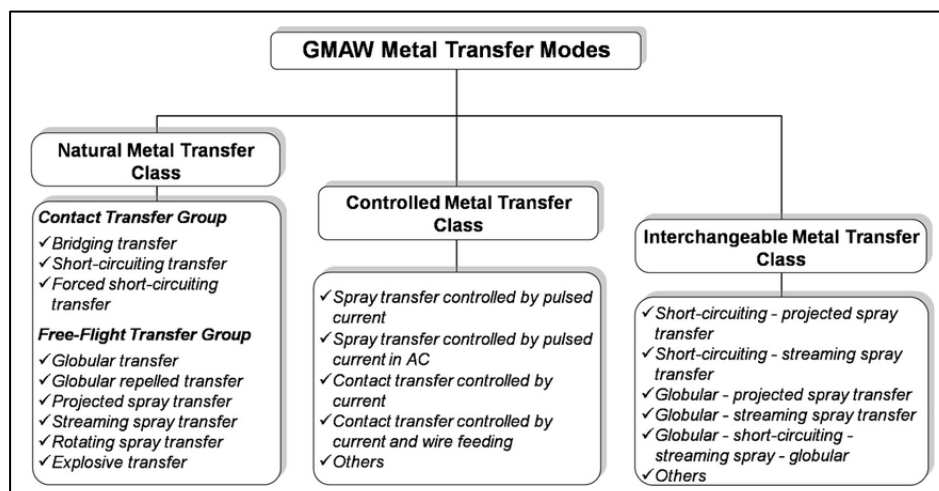 GMAW Metal Transfer Modes
Natural Metal Transfer
Class
Contact Transfer Group
✓Bridging transfer
✓Short-circuiting transfer
✓Forced short-circuiting
transfer
Free-Flight Transfer Group
✓Globular transfer
✓Globular repelled transfer
✓Projected spray transfer
✓Streaming spray transfer
✓Rotating spray transfer
✓Explosive transfer
Controlled Metal Transfer
Class
✓Spray transfer controlled by pulsed
current
✓Spray transfer controlled by pulsed
current in AC
✓Contact transfer controlled by
current
✓Contact transfer controlled by
current and wire feeding
✓Others
Interchangeable Metal Transfer
Class
✓Short-circuiting - projected spray
transfer
✓Short-circuiting - streaming spray
transfer
✓Globular - projected spray transfer
✓Globular - streaming spray transfer
✓Globular - short-circuiting -
streaming spray - globular
✓Others